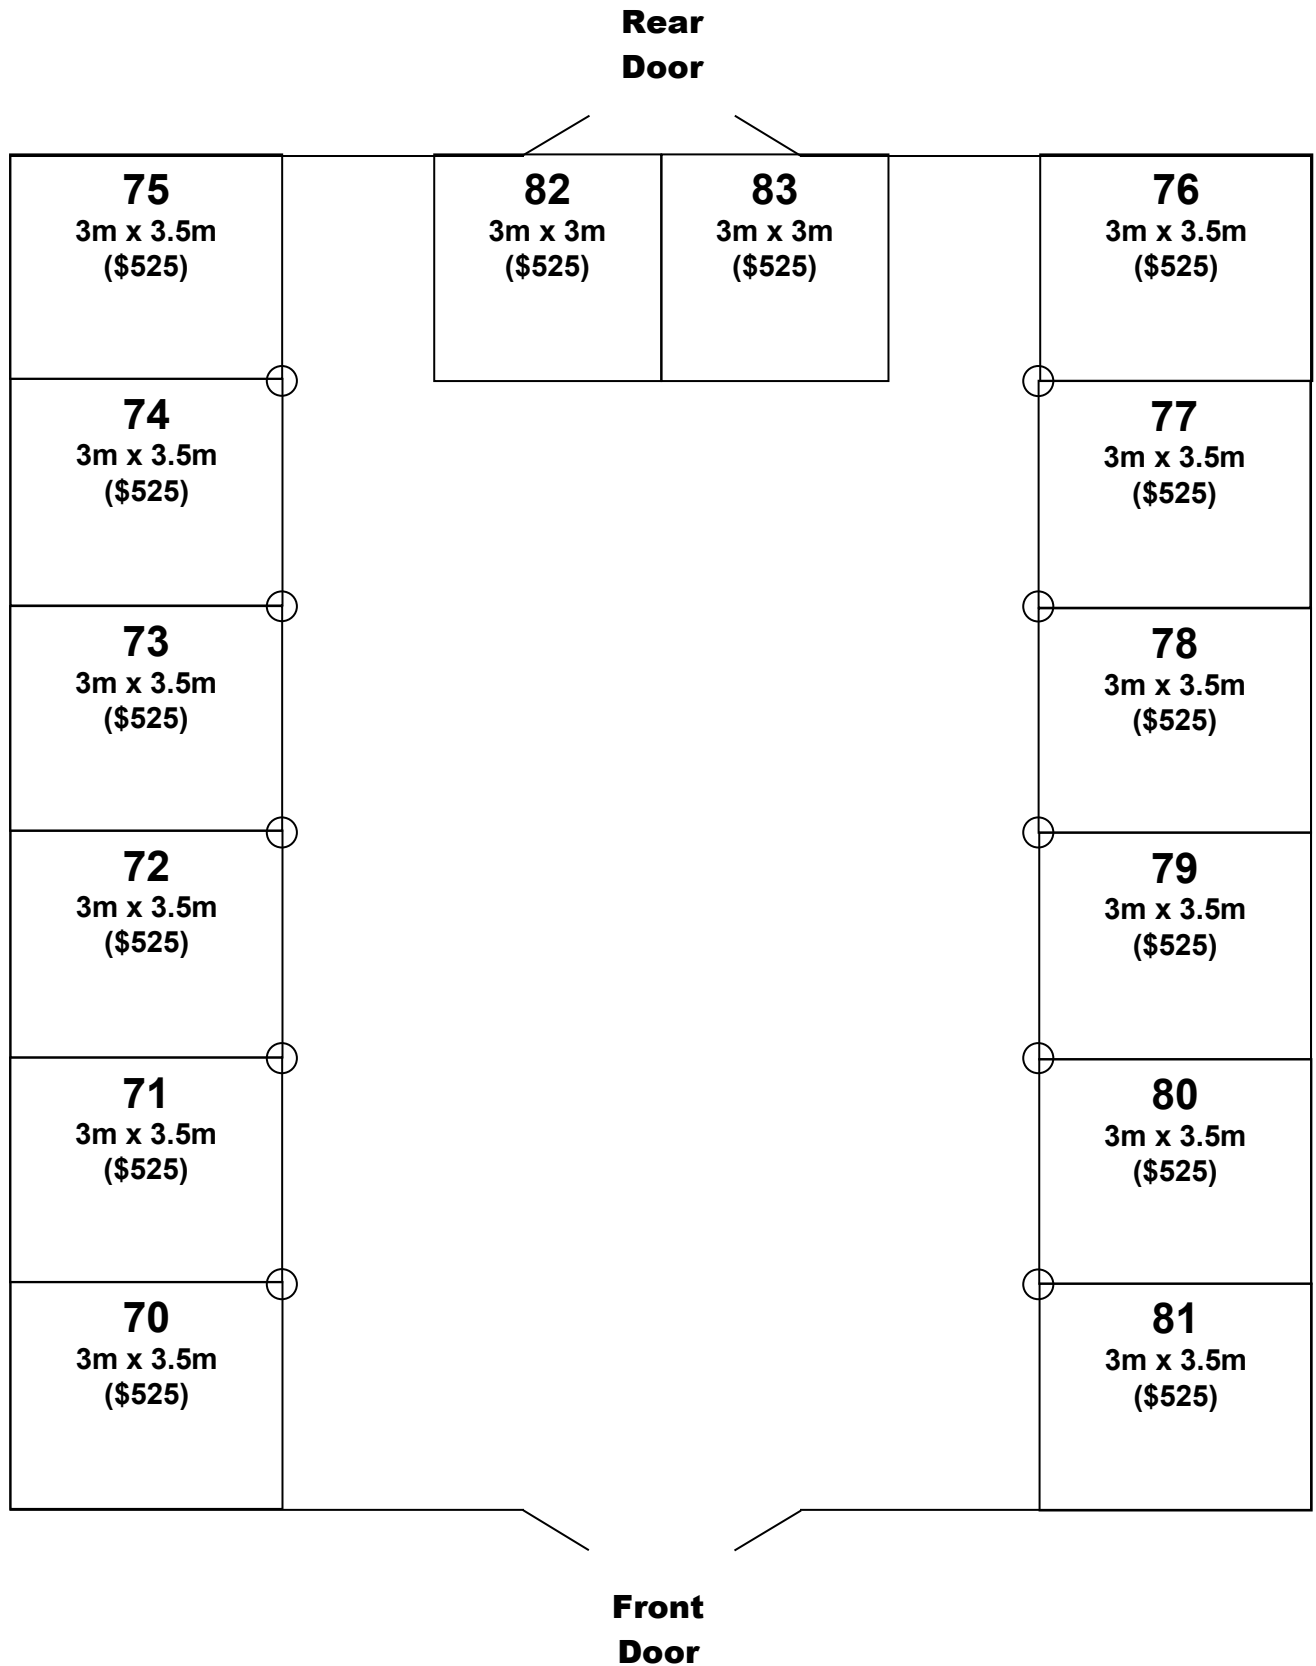 Rear
Door
75
3m x 3.5m
($525)
82
3m x 3m
($525)
83
3m x 3m
($525)
76
3m x 3.5m
($525)
74
3m x 3.5m
($525)
77
3m x 3.5m
($525)
73
3m x 3.5m
($525)
78
3m x 3.5m
($525)
72
3m x 3.5m
($525)
79
3m x 3.5m
($525)
71
3m x 3.5m
($525)
80
3m x 3.5m
($525)
70
3m x 3.5m
($525)
81
3m x 3.5m
($525)
Front
Door